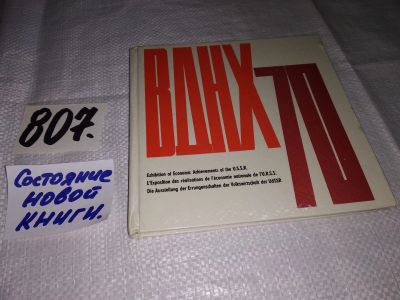 807.
Состояние
новой
книги.
ВДНХ
70
Exhibition of Economic Achievements of the U.S.S.R.
L'Exposition des réalisations de l'économie nationale de l'U.R.S.S.
Die Ausstellung der Errungenschaften der Volkswirtschaft der UdSSR